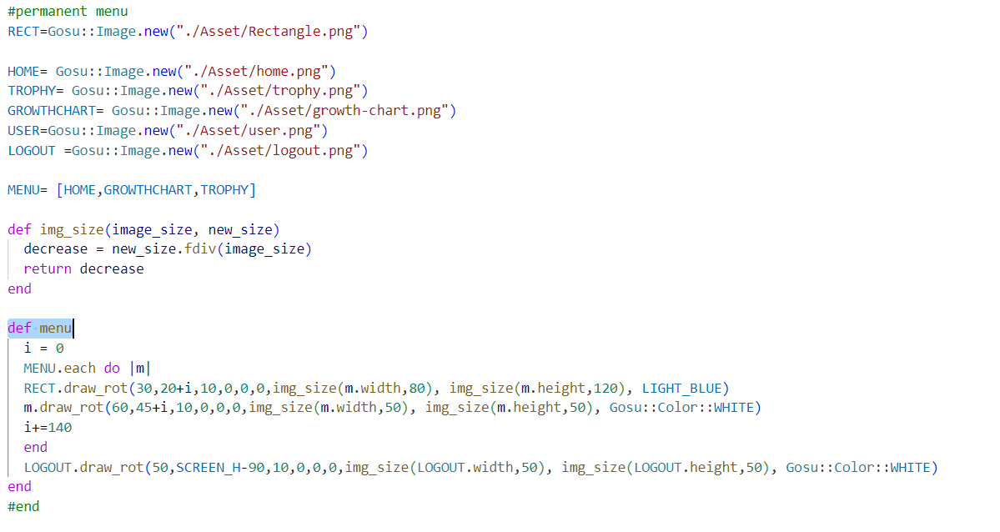 #permanent menu
RECT=Gosu::Image.new("./Asset/Rectangle.png")
HOME= Gosu::Image.new("./Asset/home.png")
TROPHY= Gosu::Image.new("./Asset/trophy.png")
GROWTHCHART= Gosu::Image.new("./Asset/growth-chart.png")
USER=Gosu::Image.new("./Asset/user.png")
LOGOUT =Gosu::Image.new("./Asset/logout.png")
MENU= [HOME,GROWTHCHART,TROPHY]
def img_size(image_size, new_size)
  decrease = new_size.fdiv(image_size)
  return decrease
end
def menu
  i = 0
  MENU.each do |m|
  RECT.draw_rot(30,20+i,10,0,0,0,img_size(m.width,80), img_size(m.height,120), LIGHT_BLUE)
  m.draw_rot(60,45+i,10,0,0,0,img_size(m.width,50), img_size(m.height,50), Gosu::Color::WHITE)
  i+=140
  end
  LOGOUT.draw_rot(50,SCREEN_H-90,10,0,0,0,img_size(LOGOUT.width,50), img_size(LOGOUT.height,50), Gosu::Color::WHITE)
end
#end